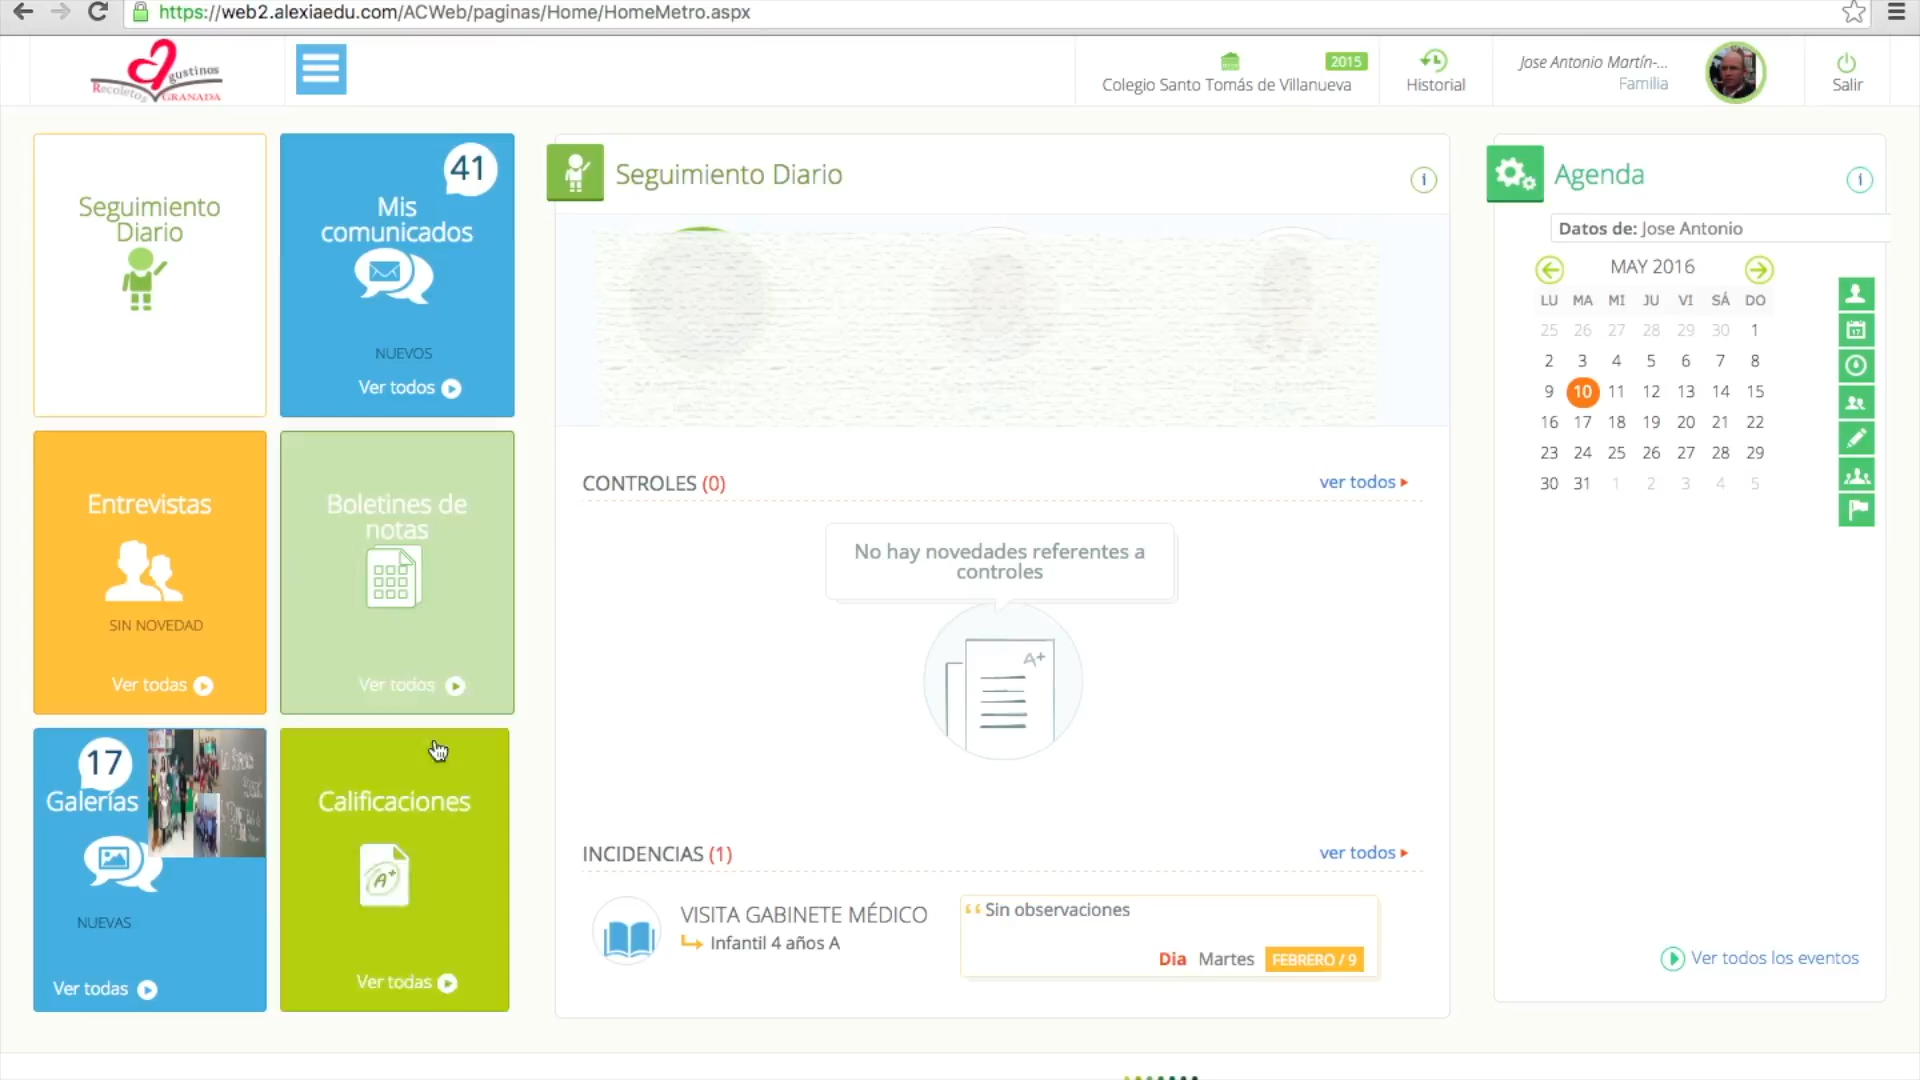 https://web2.alexiaedu.com/ACWeb/paginas/Home/HomeMetro.aspx
Agustinos
Recoletos GRANADA
2015
Colegio Santo Tomás de Villanueva
Historial
Jose Antonio Martín-...
Familia
Salir
Seguimiento
Diario
41
Mis
comunicados
NUEVOS
Ver todos
Entrevistas
SIN NOVEDAD
Ver todas
Boletines de
notas
Ver todos
17
Galerías
NUEVAS
Ver todas
Calificaciones
A+
Ver todas
Seguimiento Diario
i
CONTROLES (0)
ver todos
No hay novedades referentes a
controles
A+
INCIDENCIAS (1)
ver todos
VISITA GABINETE MÉDICO
Infantil 4 años A
“ Sin observaciones
Dia Martes FEBRERO / 9
Agenda
i
Datos de: Jose Antonio
MAY 2016
LU MA MI JU VI SÁ DO
25 26 27 28 29 30 1
2 3 4 5 6 7 8
9 10 11 12 13 14 15
16 17 18 19 20 21 22
23 24 25 26 27 28 29
30 31 1 2 3 4 5
17
Ver todos los eventos